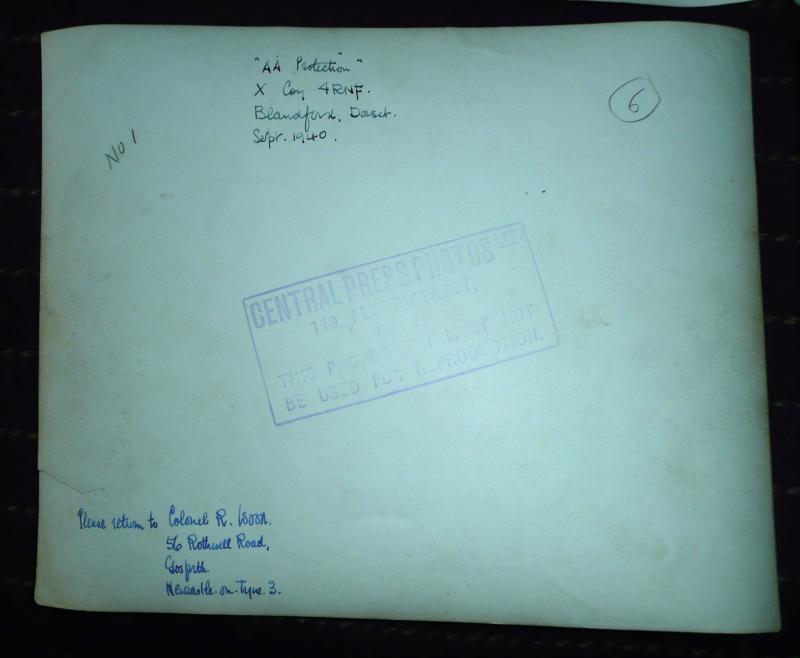 "AA Protection"
X Coy 4RNF.
Blandford, Dorset.
Sept. 1940.
6
No 1
CENTRAL PRESS PHOTOS LTD.
118, FLEET STREET,
THIS PHOTOGRAPH MUST NOT
BE USED FOR REPRODUCTION.
Please return to Colonel R. Wood.
56 Rothwell Road,
Gosforth
Newcastle-on-Tyne. 3.